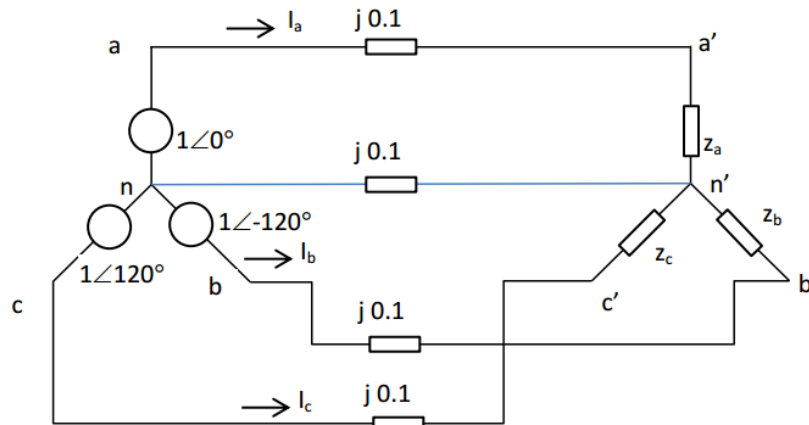 I_a j 0.1
a a′
1∠0° j 0.1 z_a
n n′
1∠-120° z_b
I_b z_c
1∠120° b c′ b
c j 0.1
I_c j 0.1